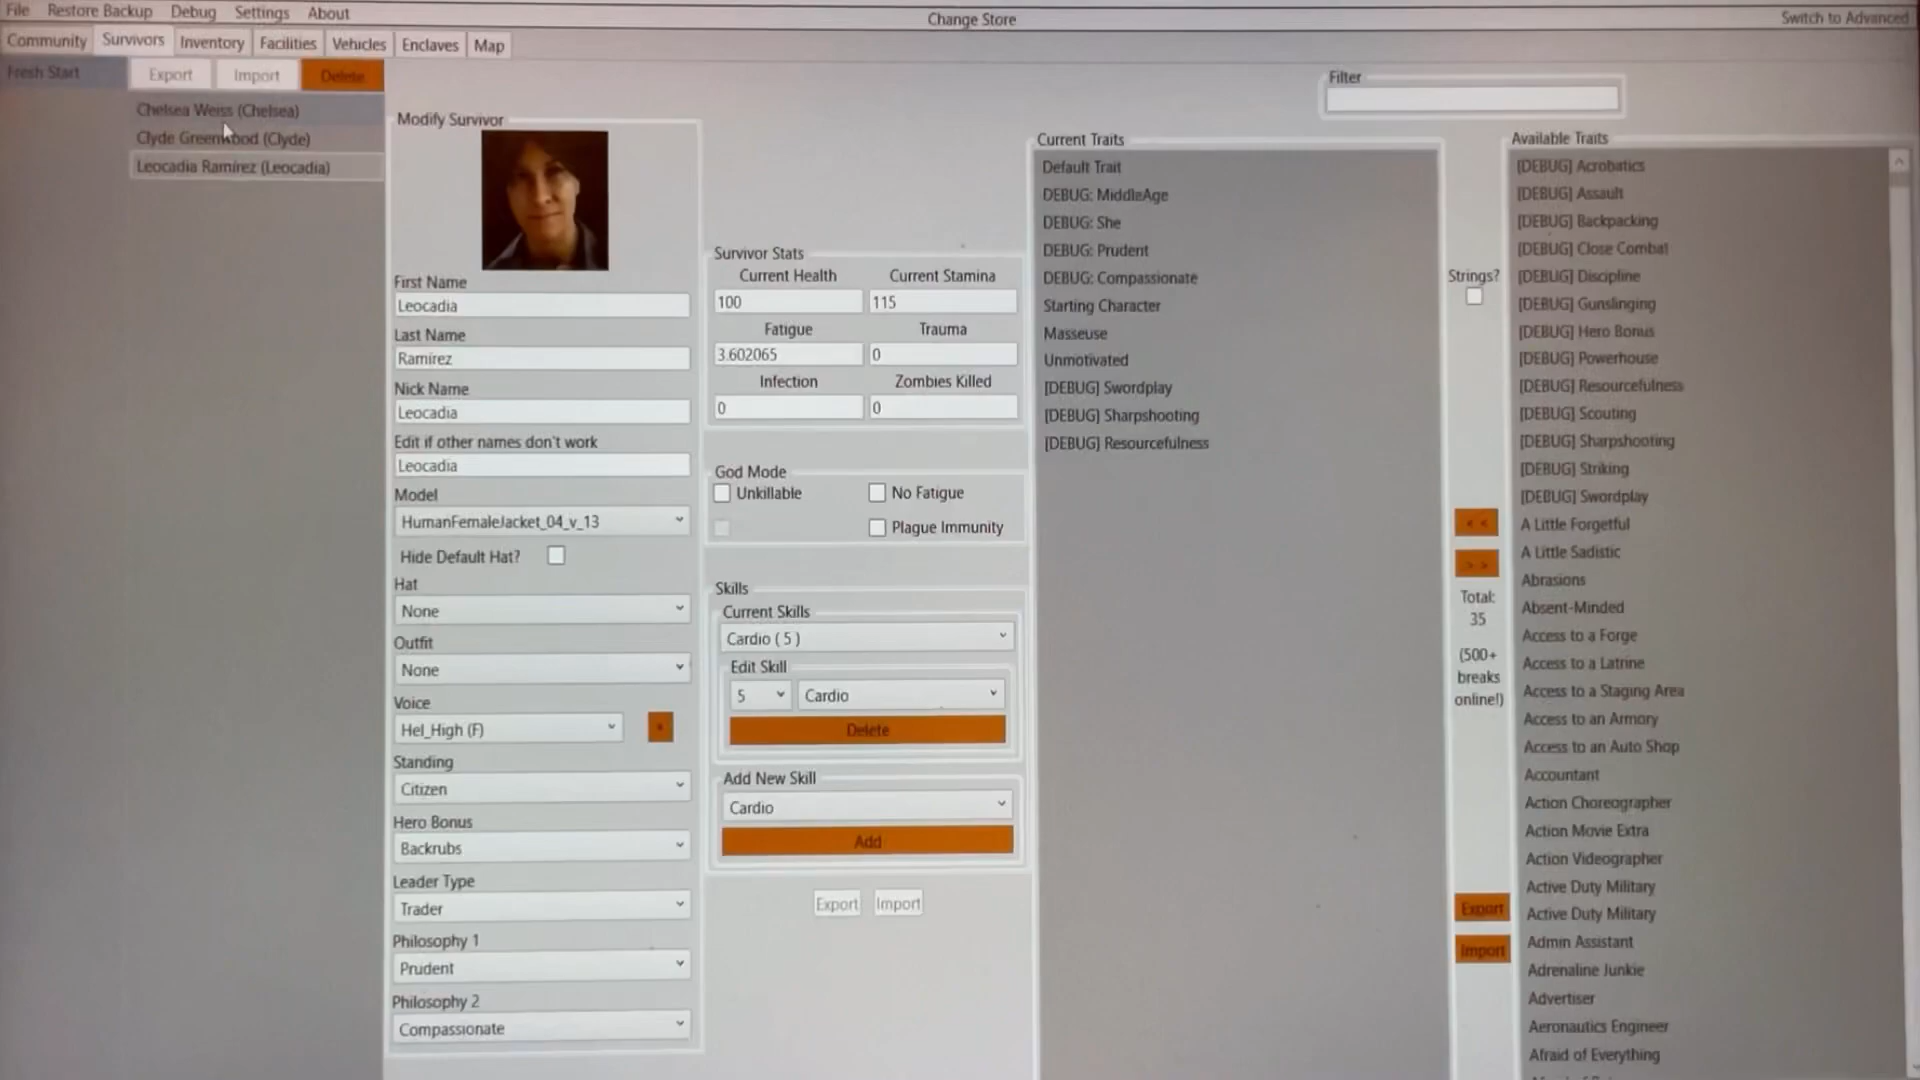 File Restore Backup Debug Settings About
Change Store
Switch to Advanced
Community Survivors Inventory Facilities Vehicles Enclaves Map
Fresh Start
Export Import Delete
Chelsea Weiss (Chelsea)
Clyde Greenwood (Clyde)
Leocadia Ramírez (Leocadia)
Modify Survivor
First Name
Leocadia
Last Name
Ramírez
Nick Name
Leocadia
Edit if other names don't work
Leocadia
Model
HumanFemaleJacket_04_v_13
Hide Default Hat?
Hat
None
Outfit
None
Voice
Hel_High (F)
Standing
Citizen
Hero Bonus
Backrubs
Leader Type
Trader
Philosophy 1
Prudent
Philosophy 2
Compassionate
Survivor Stats
Current Health Current Stamina
100 115
Fatigue Trauma
3.602065 0
Infection Zombies Killed
0 0
God Mode
Unkillable No Fatigue
Plague Immunity
Skills
Current Skills
Cardio ( 5 )
Edit Skill
5 Cardio
Delete
Add New Skill
Cardio
Add
Export Import
Current Traits
Default Trait
DEBUG: MiddleAge
DEBUG: She
DEBUG: Prudent
DEBUG: Compassionate
Starting Character
Masseuse
Unmotivated
[DEBUG] Swordplay
[DEBUG] Sharpshooting
[DEBUG] Resourcefulness
Filter
Strings?
< <
> >
Total:
35
(500+
breaks
online!)
Export
Import
Available Traits
[DEBUG] Acrobatics
[DEBUG] Assault
[DEBUG] Backpacking
[DEBUG] Close Combat
[DEBUG] Discipline
[DEBUG] Gunslinging
[DEBUG] Hero Bonus
[DEBUG] Powerhouse
[DEBUG] Resourcefulness
[DEBUG] Scouting
[DEBUG] Sharpshooting
[DEBUG] Striking
[DEBUG] Swordplay
A Little Forgetful
A Little Sadistic
Abrasions
Absent-Minded
Access to a Forge
Access to a Latrine
Access to a Staging Area
Access to an Armory
Access to an Auto Shop
Accountant
Action Choreographer
Action Movie Extra
Action Videographer
Active Duty Military
Active Duty Military
Admin Assistant
Adrenaline Junkie
Advertiser
Aeronautics Engineer
Afraid of Everything